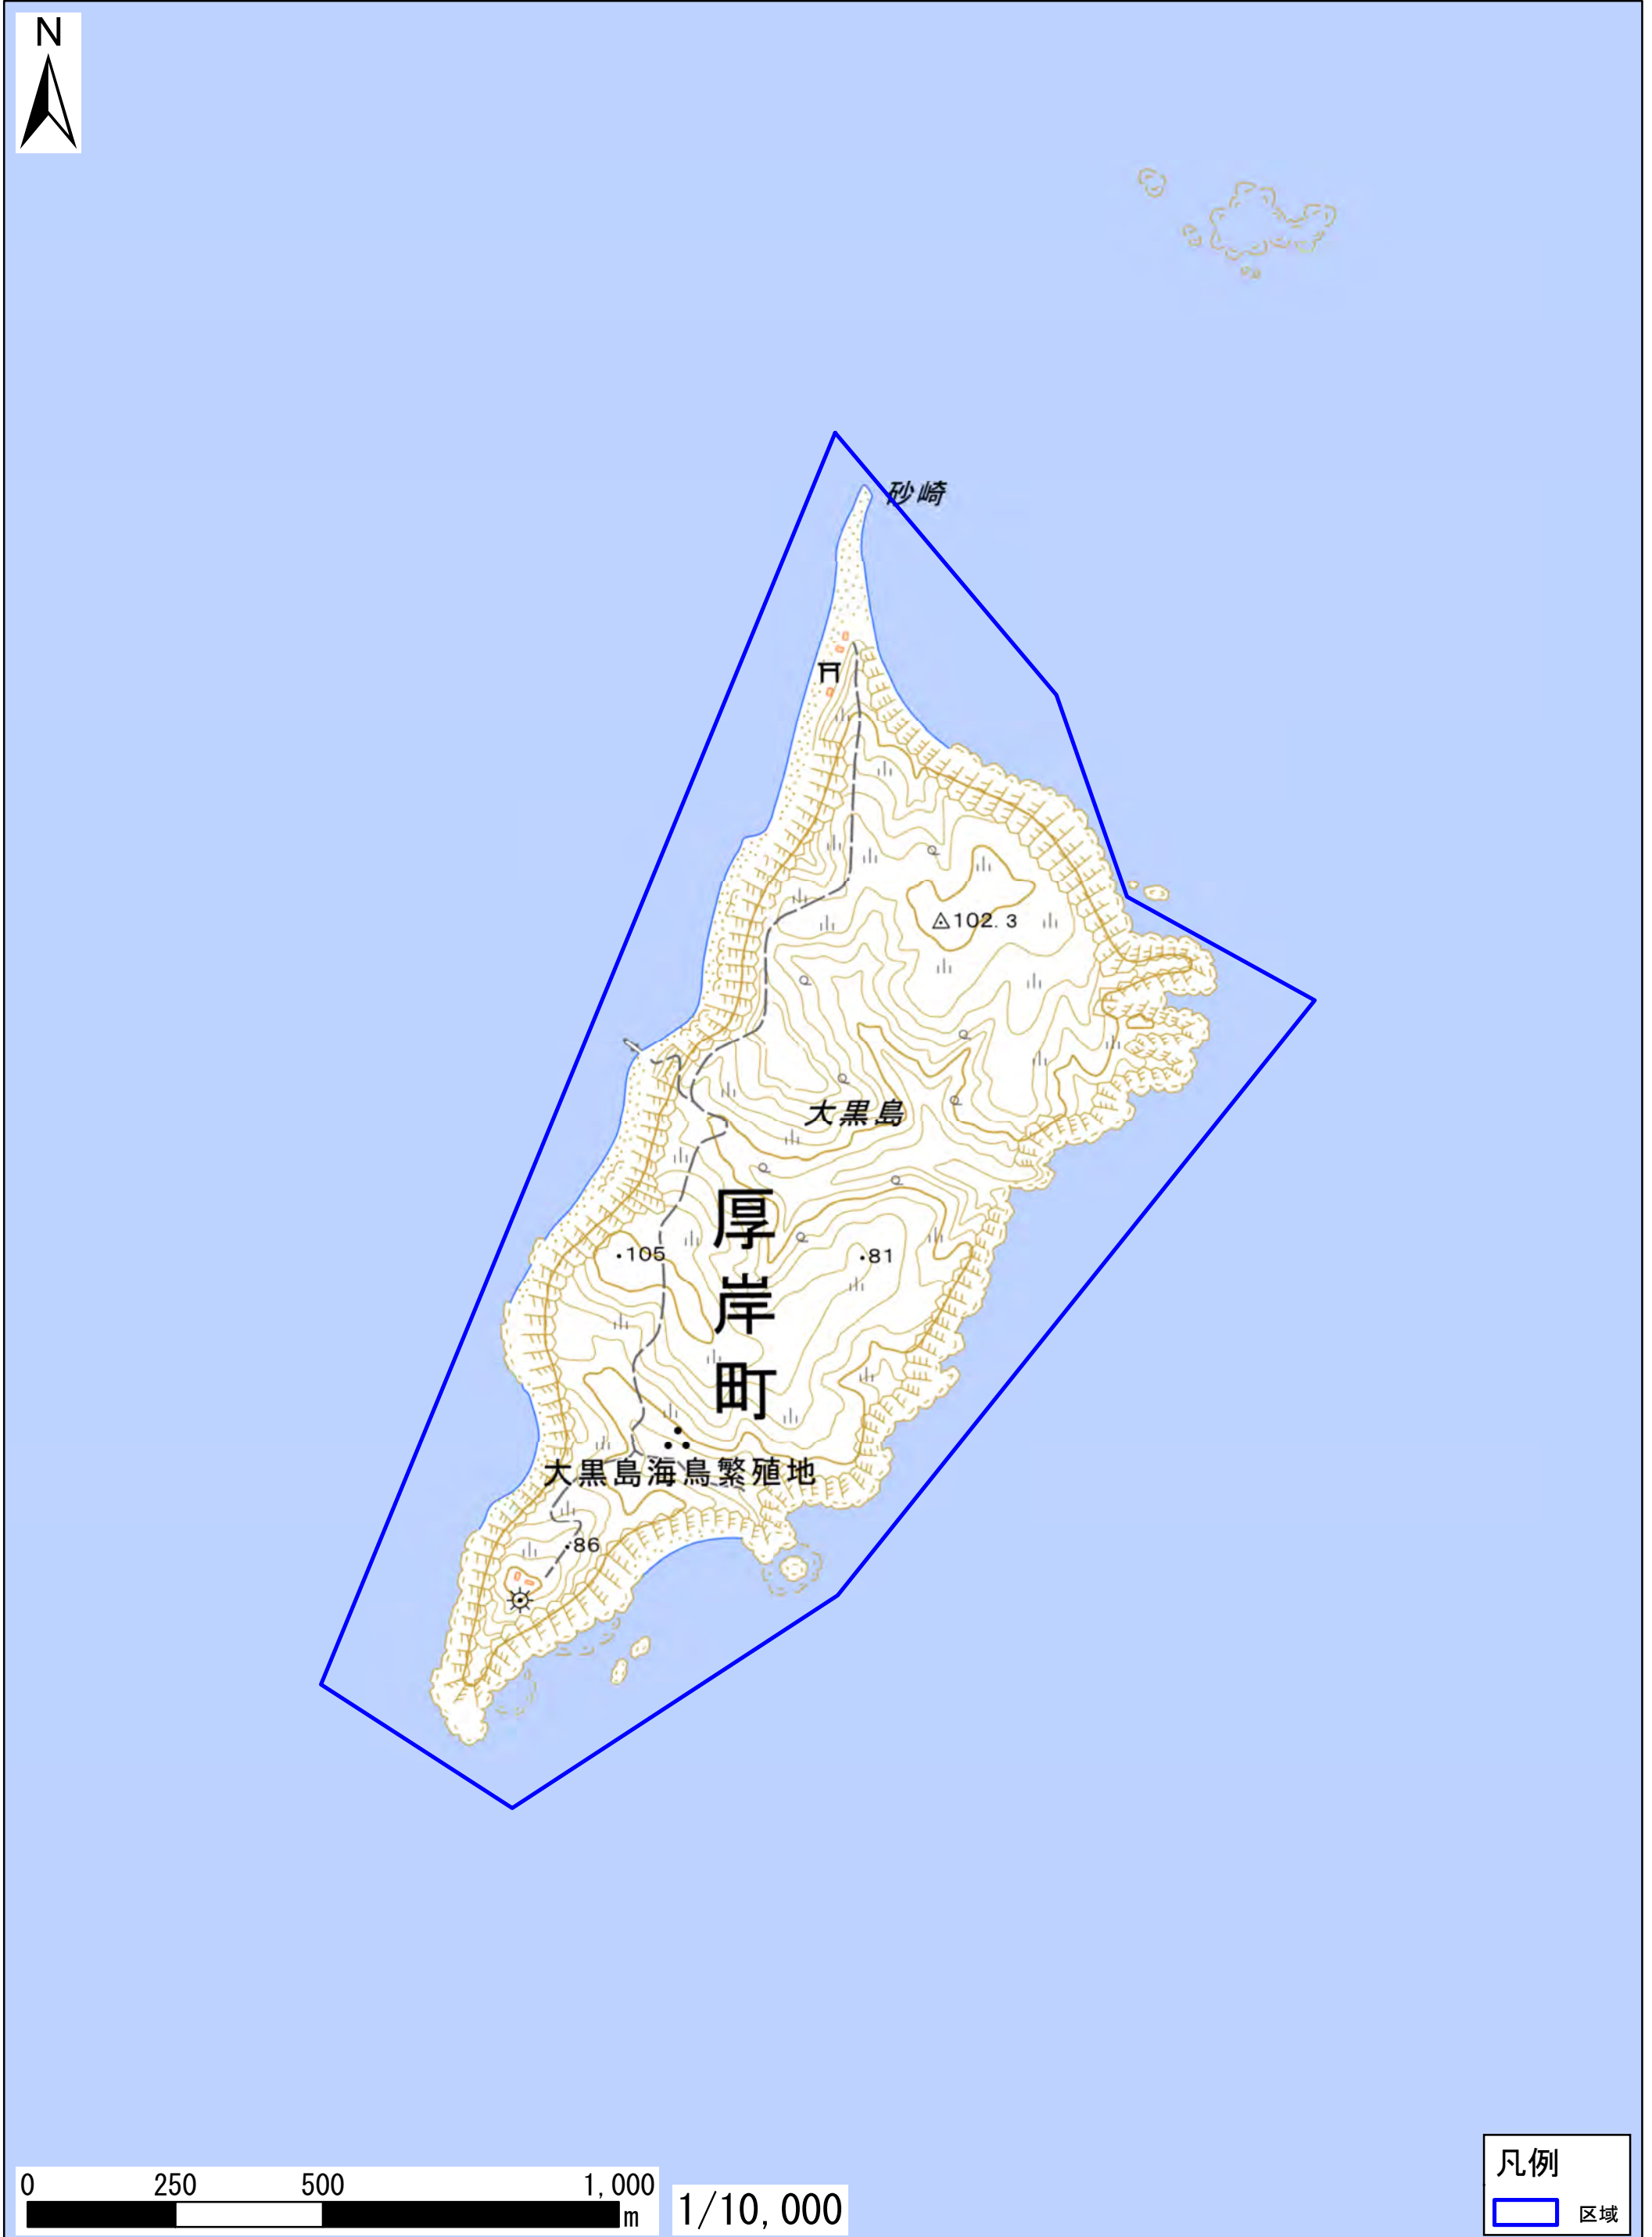 N
砂崎
102.3
大黒島
厚岸町
105
81
大黒島海鳥繁殖地
86
0 250 500 1,000
m
1/10,000
凡例
区域